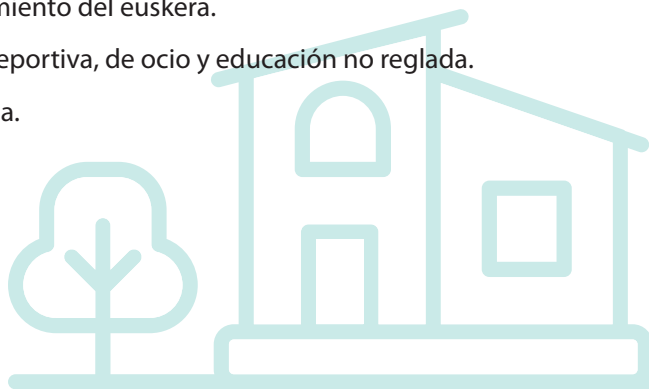 miento del euskera.
eportiva, de ocio y educación no reglada.
a.